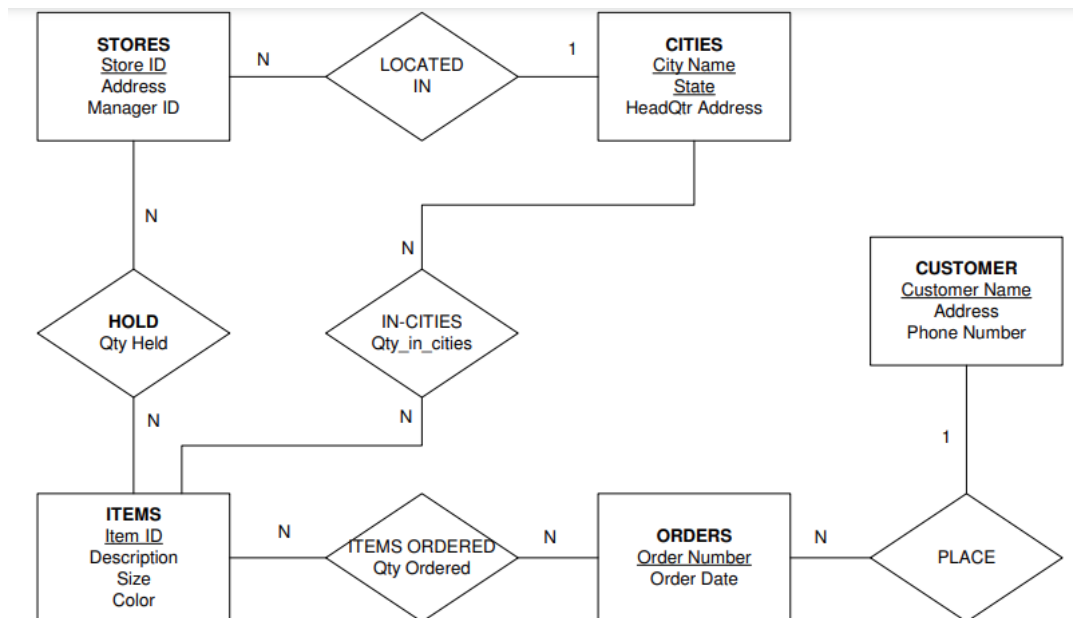 STORES
Store ID
Address
Manager ID
N
LOCATED
IN
1
CITIES
City Name
State
HeadQtr Address
N
N
HOLD
Qty Held
IN-CITIES
Qty_in_cities
CUSTOMER
Customer Name
Address
Phone Number
N
N
1
ITEMS
Item ID
Description
Size
Color
N
ITEMS ORDERED
Qty Ordered
N
ORDERS
Order Number
Order Date
N
PLACE